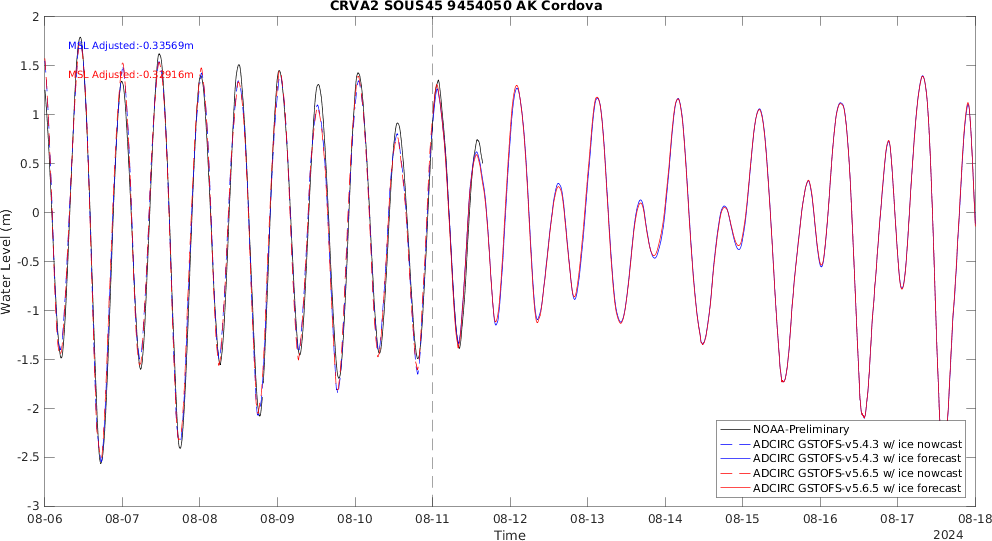 CRVA2 SOUS45 9454050 AK Cordova
MSL Adjusted:-0.33569m
MSL Adjusted:-0.32916m
Water Level (m)
2
1.5
1
0.5
0
-0.5
-1
-1.5
-2
-2.5
-3
NOAA-Preliminary
ADCIRC GSTOFS-v5.4.3 w/ ice nowcast
ADCIRC GSTOFS-v5.4.3 w/ ice forecast
ADCIRC GSTOFS-v5.6.5 w/ ice nowcast
ADCIRC GSTOFS-v5.6.5 w/ ice forecast
08-06 08-07 08-08 08-09 08-10 08-11 08-12 08-13 08-14 08-15 08-16 08-17 08-18
Time
2024